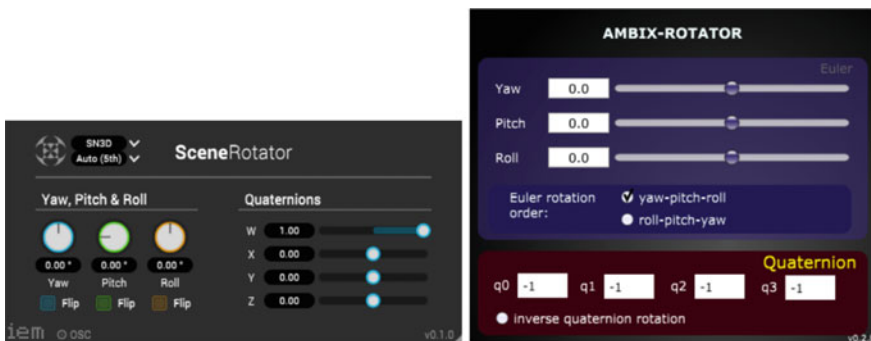 SN3D
Auto (5th)
SceneRotator
Yaw, Pitch & Roll
Quaternions
W 1.00
X 0.00
Y 0.00
Z 0.00
0.00° 0.00° 0.00°
Yaw Pitch Roll
Flip Flip Flip
iem OSC v0.1.0
AMBIX-ROTATOR
Euler
Yaw 0.0
Pitch 0.0
Roll 0.0
Euler rotation order:
yaw-pitch-roll
roll-pitch-yaw
Quaternion
q0 -1 q1 -1 q2 -1 q3 -1
inverse quaternion rotation
v0.2